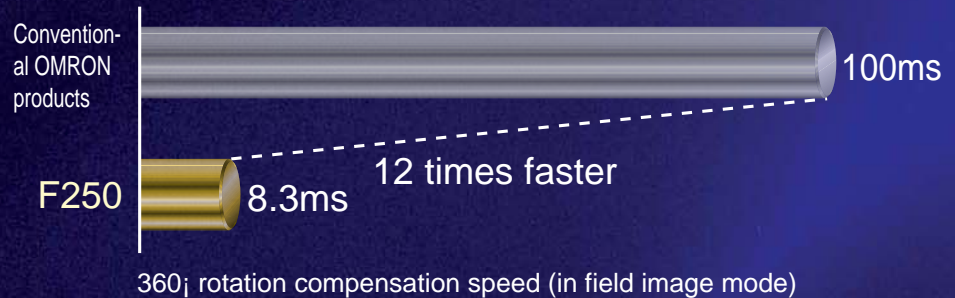 Convention-
al OMRON
products
100ms
12 times faster
F250
8.3ms
360¡ rotation compensation speed (in field image mode)